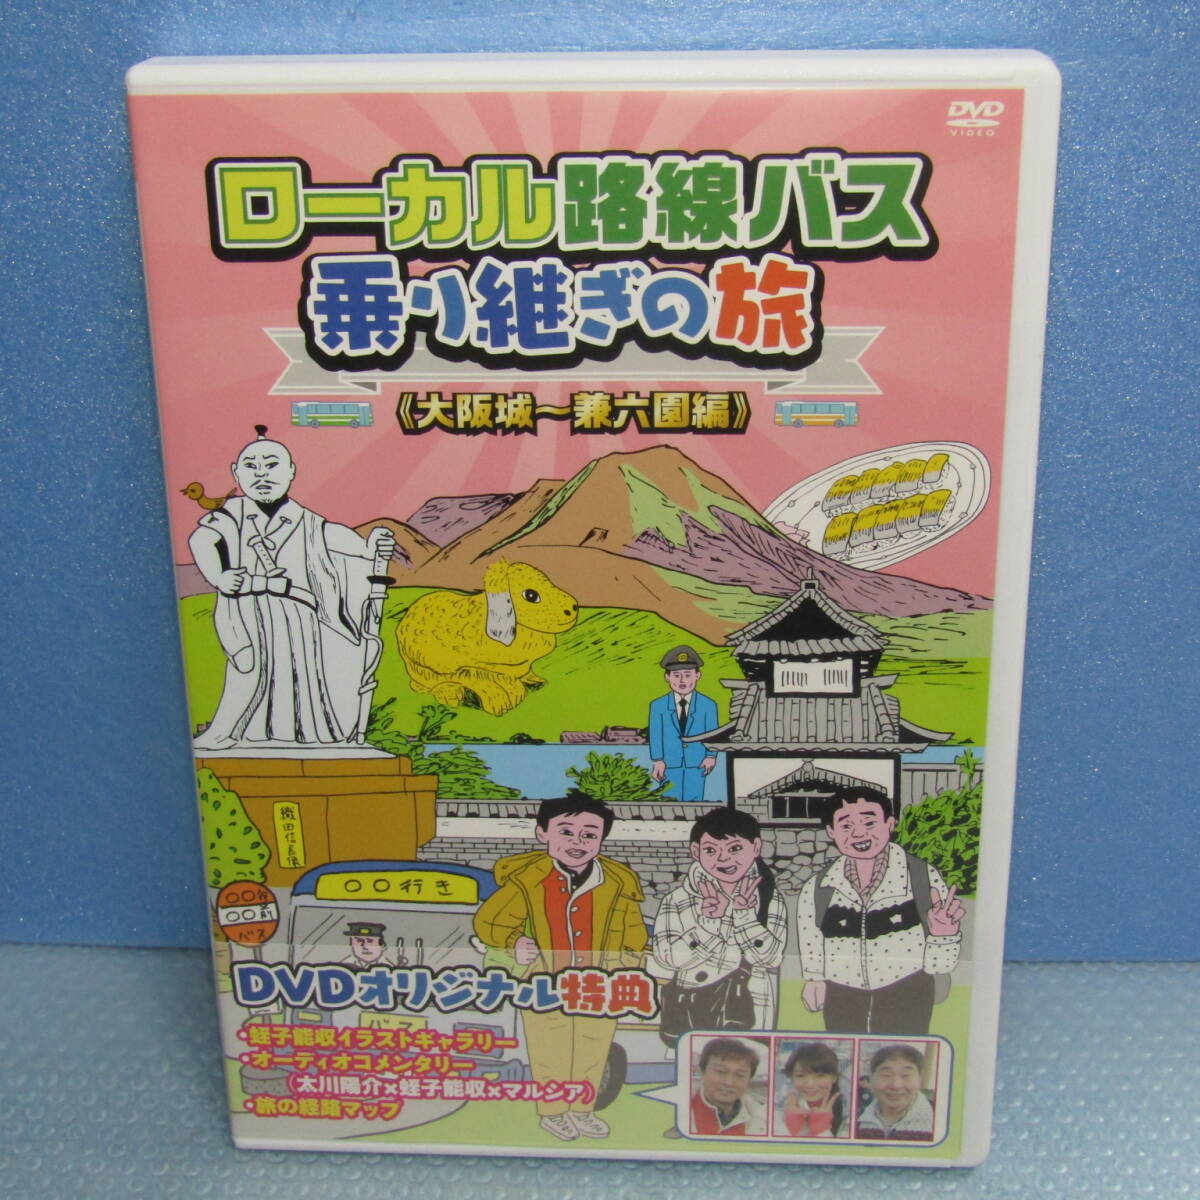 DVD
VIDEO
ローカル路線バス
乗り継ぎの旅
《大阪城～兼六園編》
織田信長像
〇〇行き
〇〇前
バス
DVDオリジナル特典
・蛭子能収イラストギャラリー
・オーディオコメンタリー
（太川陽介×蛭子能収×マルシア）
・旅の経路マップ